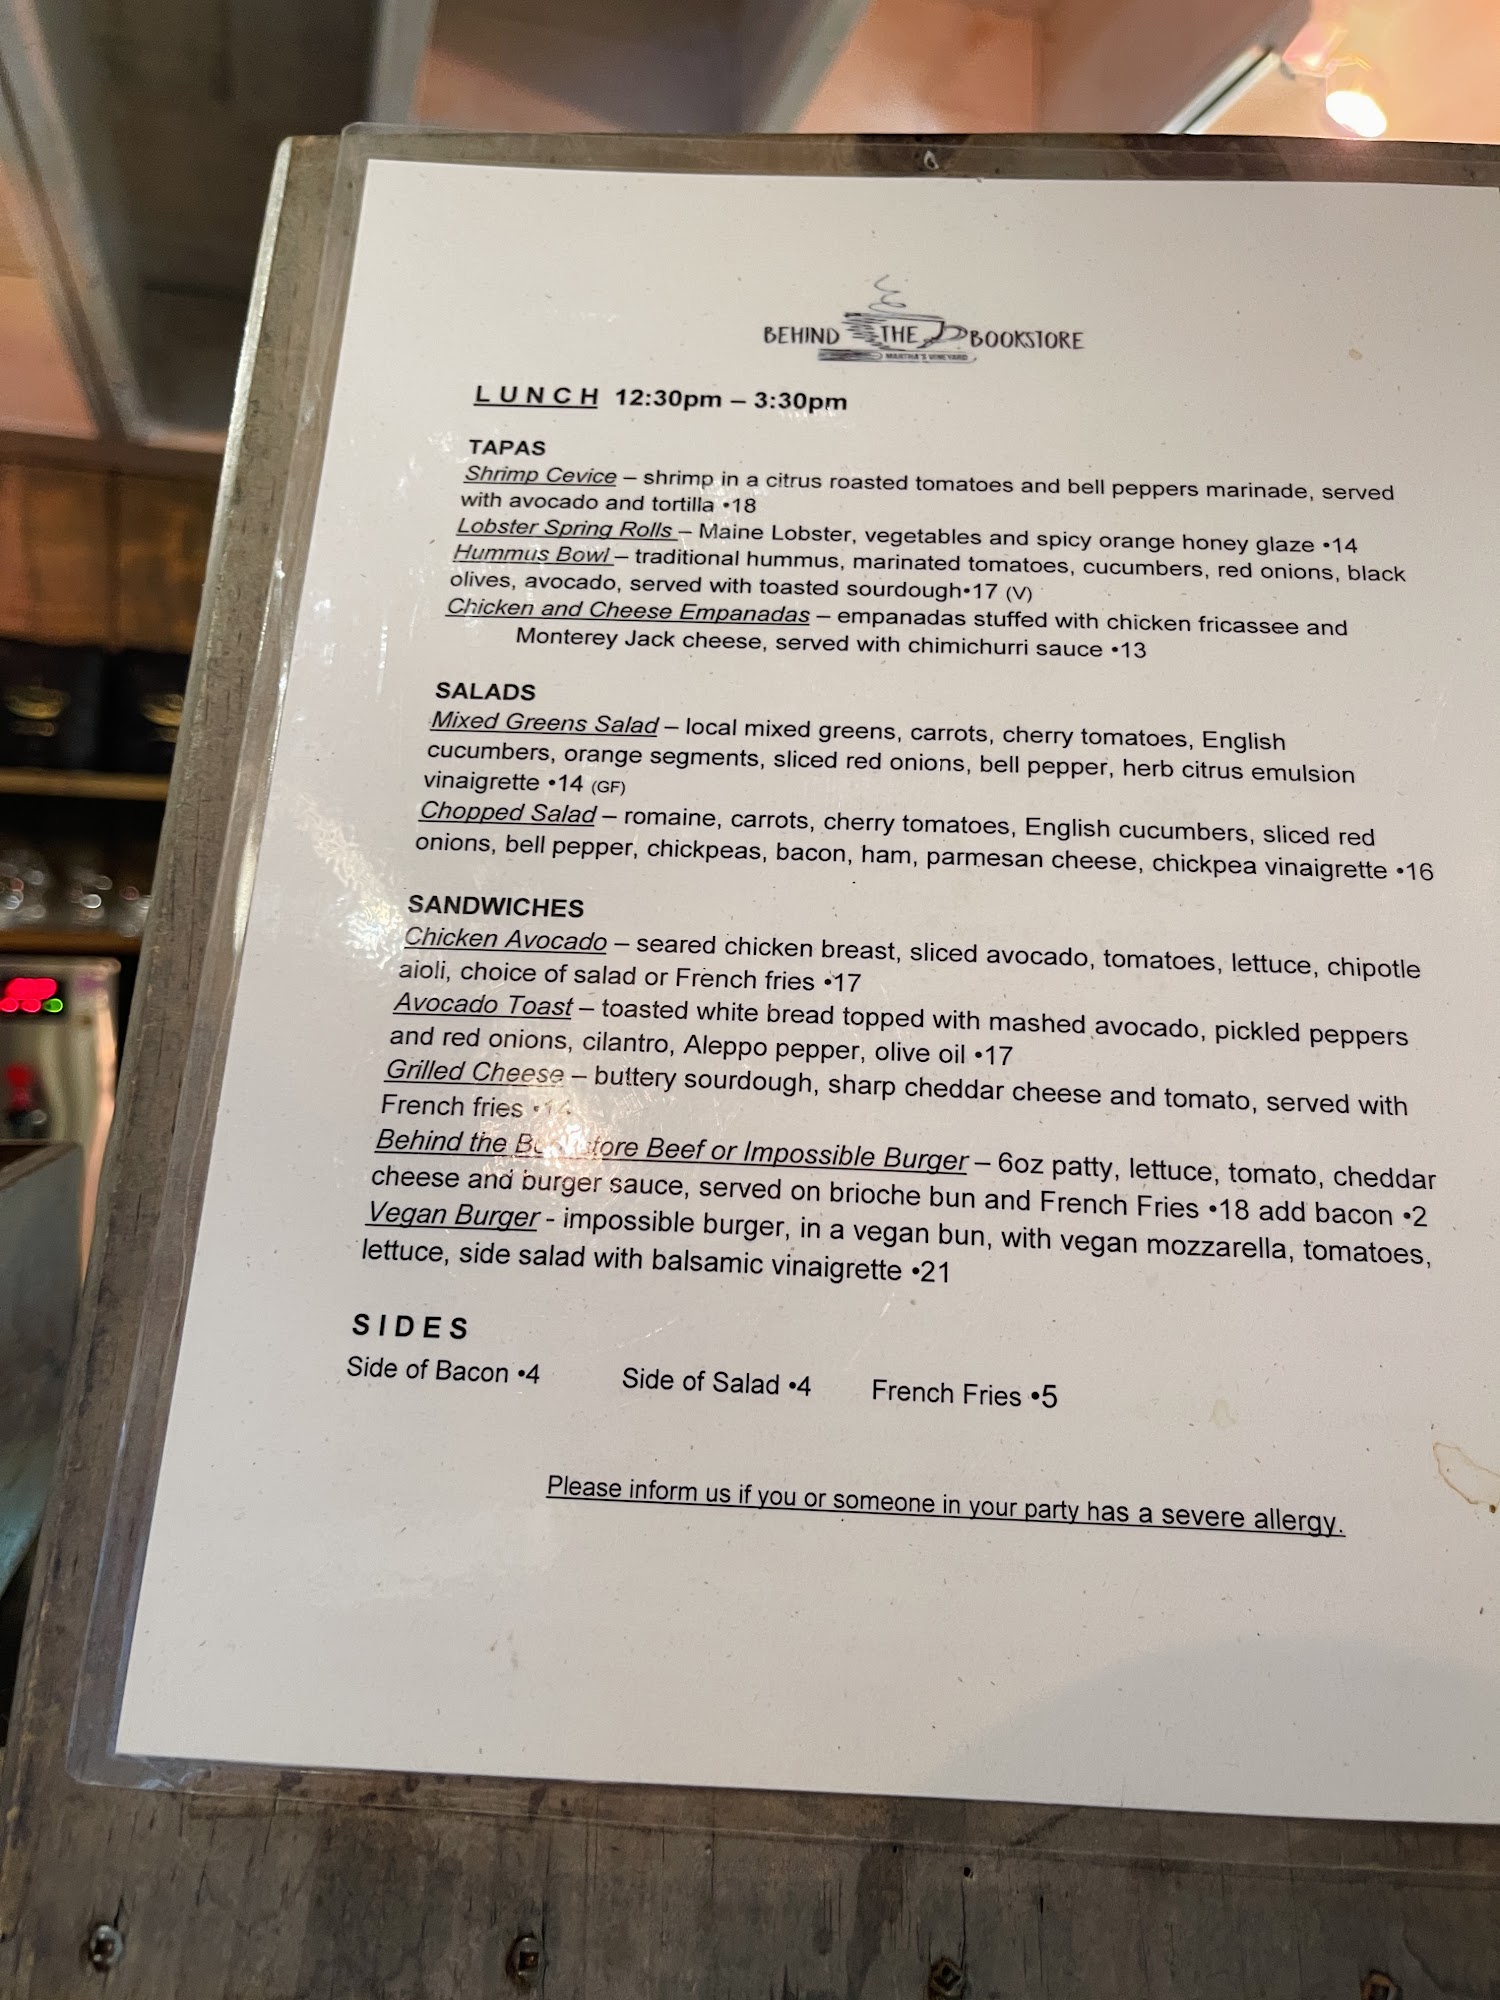 BEHIND THE BOOKSTORE
MARTHA'S VINEYARD
LUNCH 12:30pm – 3:30pm
TAPAS
Shrimp Cevice – shrimp in a citrus roasted tomatoes and bell peppers marinade, served
with avocado and tortilla •18
Lobster Spring Rolls – Maine Lobster, vegetables and spicy orange honey glaze •14
Hummus Bowl – traditional hummus, marinated tomatoes, cucumbers, red onions, black
olives, avocado, served with toasted sourdough•17 (V)
Chicken and Cheese Empanadas – empanadas stuffed with chicken fricassee and
Monterey Jack cheese, served with chimichurri sauce •13
SALADS
Mixed Greens Salad – local mixed greens, carrots, cherry tomatoes, English
cucumbers, orange segments, sliced red onions, bell pepper, herb citrus emulsion
vinaigrette •14 (GF)
Chopped Salad – romaine, carrots, cherry tomatoes, English cucumbers, sliced red
onions, bell pepper, chickpeas, bacon, ham, parmesan cheese, chickpea vinaigrette •16
SANDWICHES
Chicken Avocado – seared chicken breast, sliced avocado, tomatoes, lettuce, chipotle
aioli, choice of salad or French fries •17
Avocado Toast – toasted white bread topped with mashed avocado, pickled peppers
and red onions, cilantro, Aleppo pepper, olive oil •17
Grilled Cheese – buttery sourdough, sharp cheddar cheese and tomato, served with
French fries •14
Behind the Bookstore Beef or Impossible Burger – 6oz patty, lettuce, tomato, cheddar
cheese and burger sauce, served on brioche bun and French Fries •18 add bacon •2
Vegan Burger - impossible burger, in a vegan bun, with vegan mozzarella, tomatoes,
lettuce, side salad with balsamic vinaigrette •21
SIDES
Side of Bacon •4 Side of Salad •4 French Fries •5
Please inform us if you or someone in your party has a severe allergy.